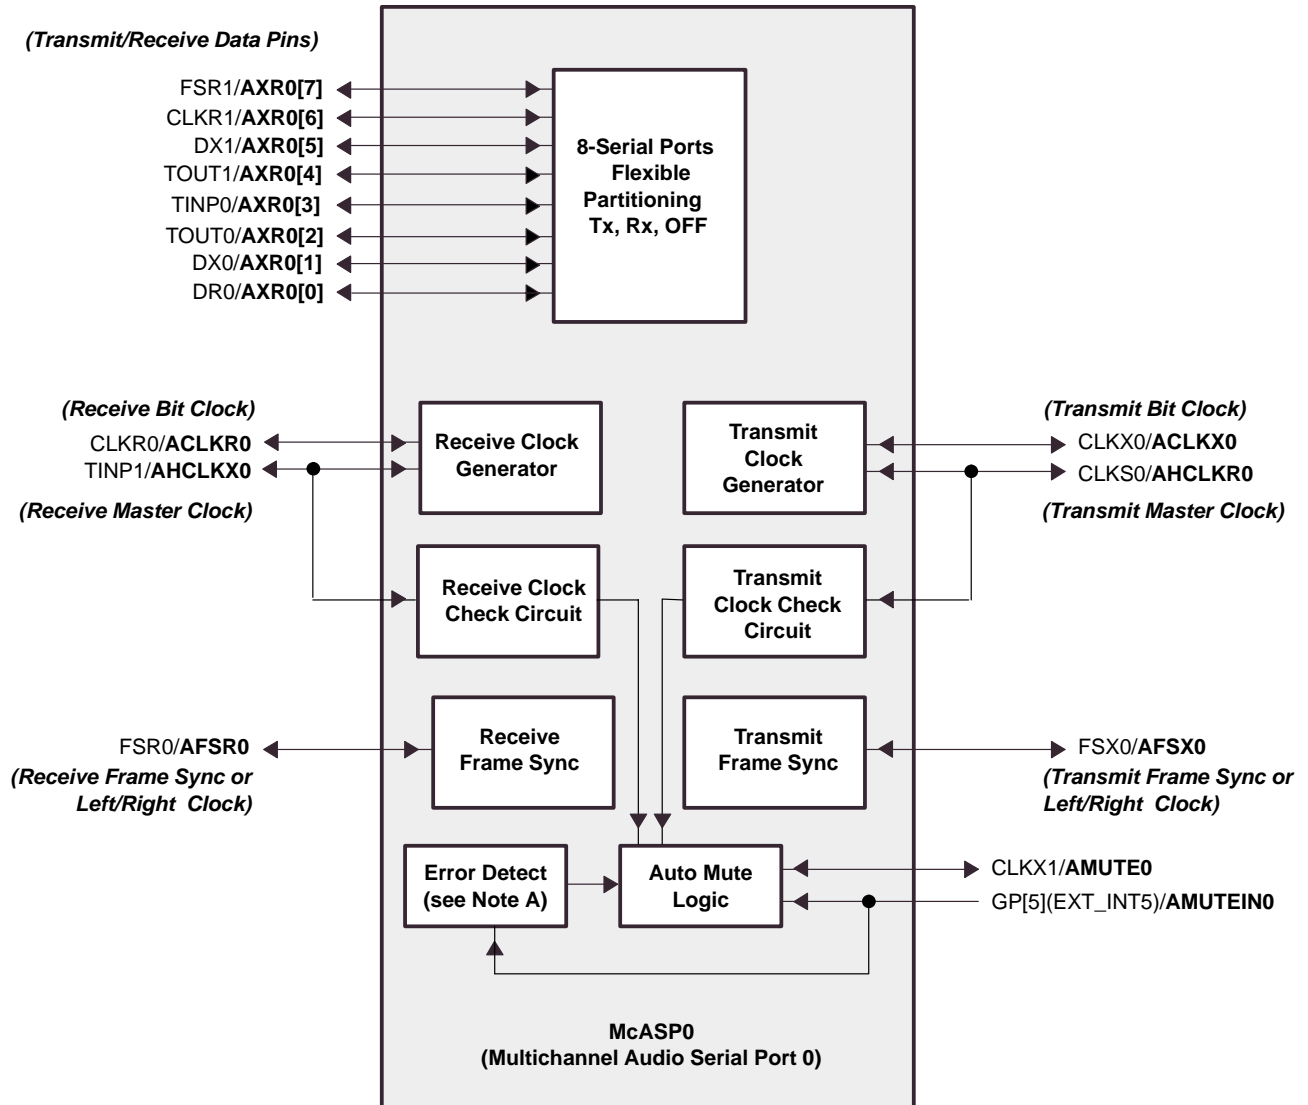 (Transmit/Receive Data Pins)
FSR1/AXR0[7]
CLKR1/AXR0[6]
DX1/AXR0[5]
TOUT1/AXR0[4]
TINP0/AXR0[3]
TOUT0/AXR0[2]
DX0/AXR0[1]
DR0/AXR0[0]
8-Serial Ports
Flexible
Partitioning
Tx, Rx, OFF
(Receive Bit Clock)
CLKR0/ACLKR0
TINP1/AHCLKX0
(Receive Master Clock)
Receive Clock
Generator
Transmit
Clock
Generator
(Transmit Bit Clock)
CLKX0/ACLKX0
CLKS0/AHCLKR0
(Transmit Master Clock)
Receive Clock
Check Circuit
Transmit
Clock Check
Circuit
FSR0/AFSR0
(Receive Frame Sync or
Left/Right Clock)
Receive
Frame Sync
Transmit
Frame Sync
FSX0/AFSX0
(Transmit Frame Sync or
Left/Right Clock)
Error Detect
(see Note A)
Auto Mute
Logic
CLKX1/AMUTE0
GP[5](EXT_INT5)/AMUTEIN0
McASP0
(Multichannel Audio Serial Port 0)